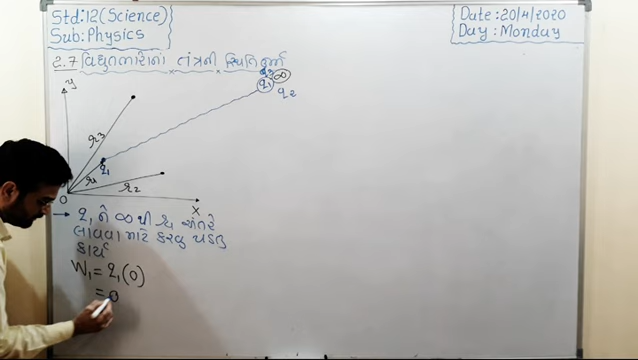 Std:12(Science)
Sub:Physics
Date:20/4/2020
Day: Monday
2.7 વિદ્યુતભારોનાં તંત્રની સ્થિતિઊર્જા
y
q3
∞
q1
q2
r3
q1
r1
r2
O
X
→ q1 ને ∞ થી r1 અંતરે
લાવવા માટે કરવુ પડતુ
કાર્ય
W1 = q1(0)
= 0